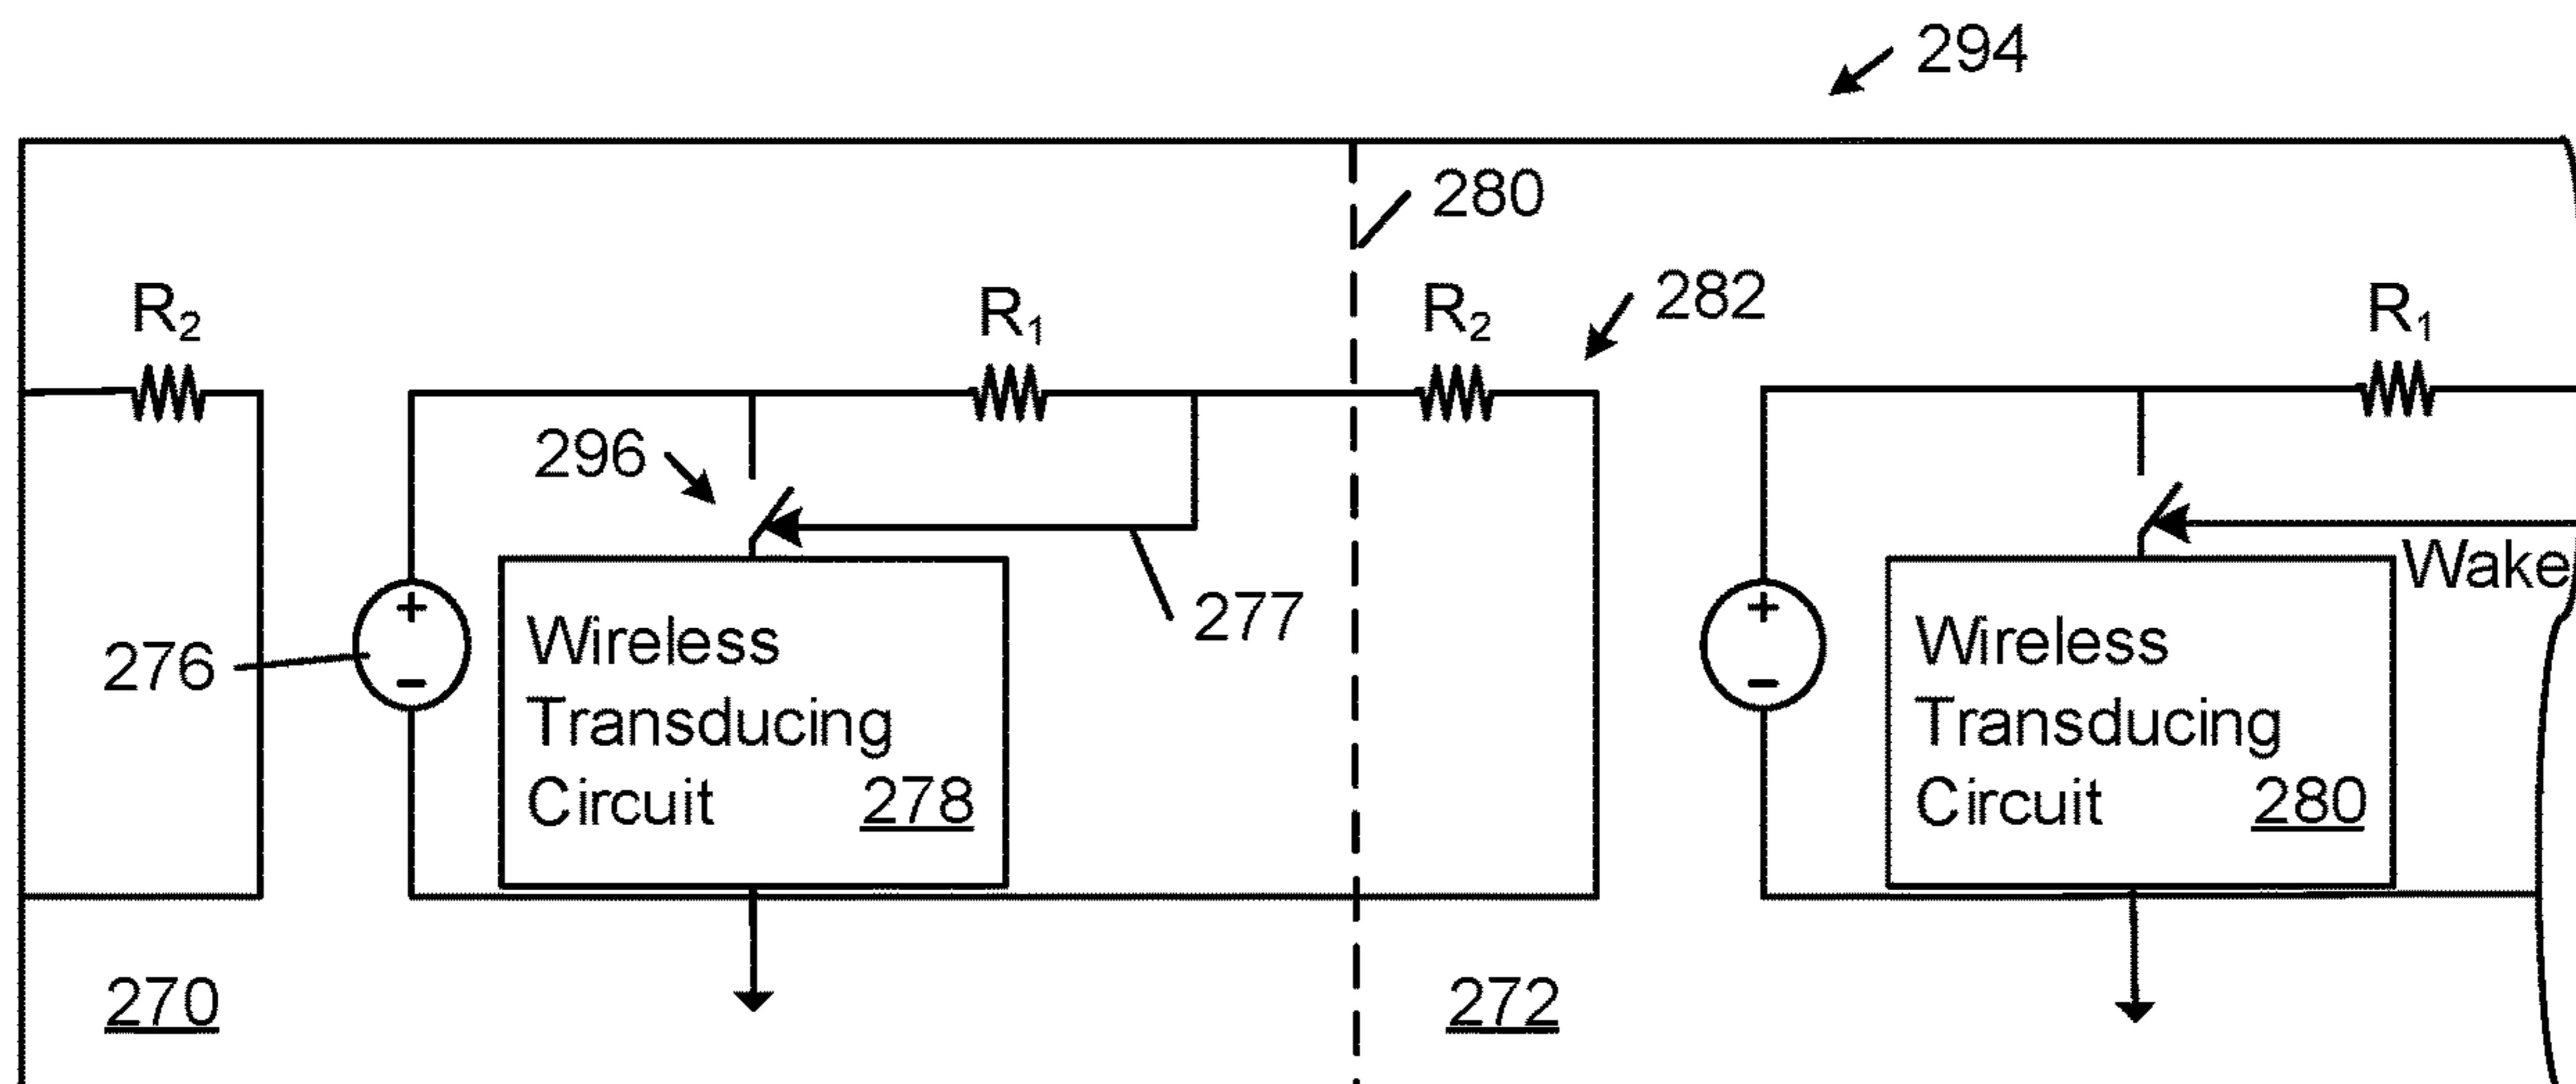 294
280
R2
R1
R2
282
R1
296
277
276
+
-
Wireless
Transducing
Circuit 278
+
-
Wake
Wireless
Transducing
Circuit 280
270
272